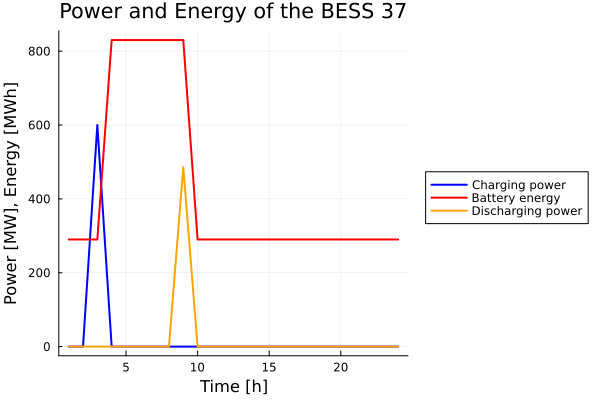 Power and Energy of the BESS 37
Power [MW], Energy [MWh]
800
600
400
200
0
5
10
15
20
Time [h]
Charging power
Battery energy
Discharging power